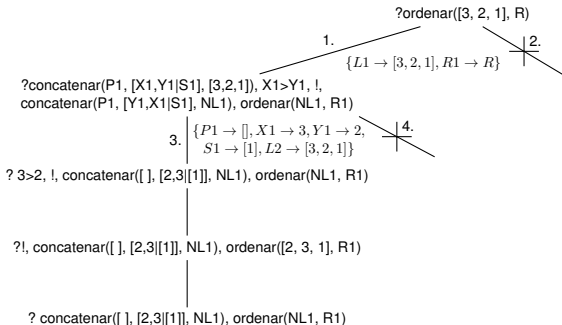 ?ordenar([3, 2, 1], R)
1.
2.
{L1 → [3, 2, 1], R1 → R}
?concatenar(P1, [X1,Y1|S1], [3,2,1]), X1>Y1, !,
concatenar(P1, [Y1,X1|S1], NL1), ordenar(NL1, R1)
3.
{P1 → [], X1 → 3, Y1 → 2,
S1 → [1], L2 → [3, 2, 1]}
4.
? 3>2, !, concatenar([ ], [2,3|[1]], NL1), ordenar(NL1, R1)
?!, concatenar([ ], [2,3|[1]], NL1), ordenar([2, 3, 1], R1)
? concatenar([ ], [2,3|[1]], NL1), ordenar(NL1, R1)